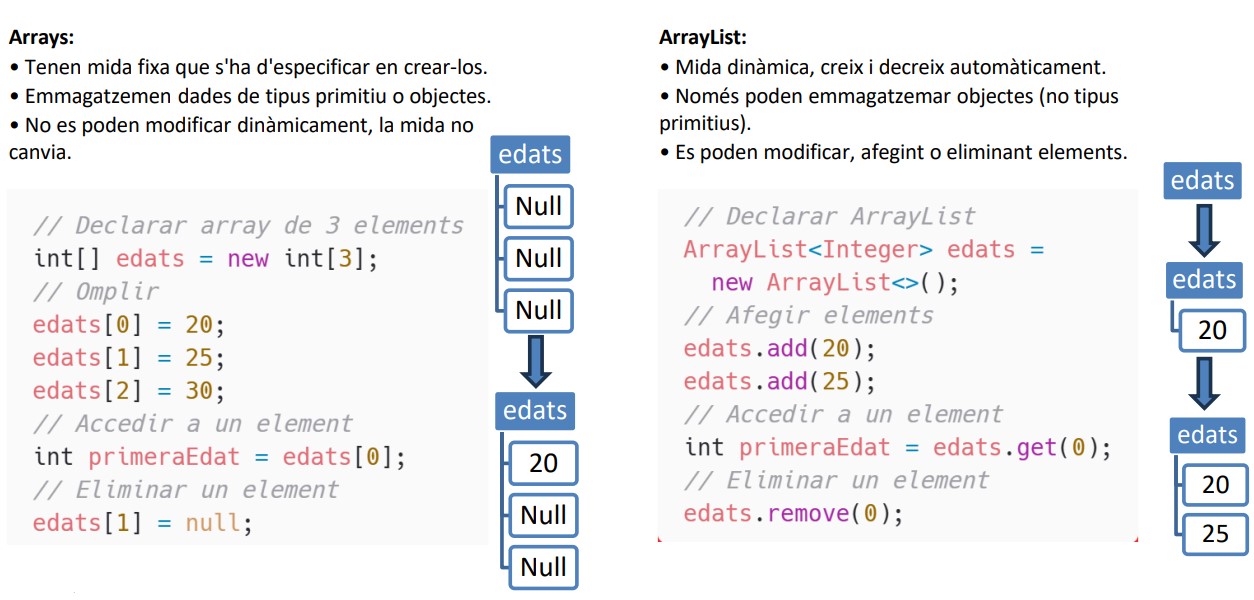 Arrays:
• Tenen mida fixa que s'ha d'especificar en crear-los.
• Emmagatzemen dades de tipus primitiu o objectes.
• No es poden modificar dinàmicament, la mida no
canvia.
// Declarar array de 3 elements
int[] edats = new int[3];
// Omplir
edats[0] = 20;
edats[1] = 25;
edats[2] = 30;
// Accedir a un element
int primeraEdat = edats[0];
// Eliminar un element
edats[1] = null;
edats
Null
Null
Null
edats
20
Null
Null
ArrayList:
• Mida dinàmica, creix i decreix automàticament.
• Només poden emmagatzemar objectes (no tipus
primitius).
• Es poden modificar, afegint o eliminant elements.
// Declarar ArrayList
ArrayList<Integer> edats =
new ArrayList<>();
// Afegir elements
edats.add(20);
edats.add(25);
// Accedir a un element
int primeraEdat = edats.get(0);
// Eliminar un element
edats.remove(0);
edats
edats
20
edats
20
25